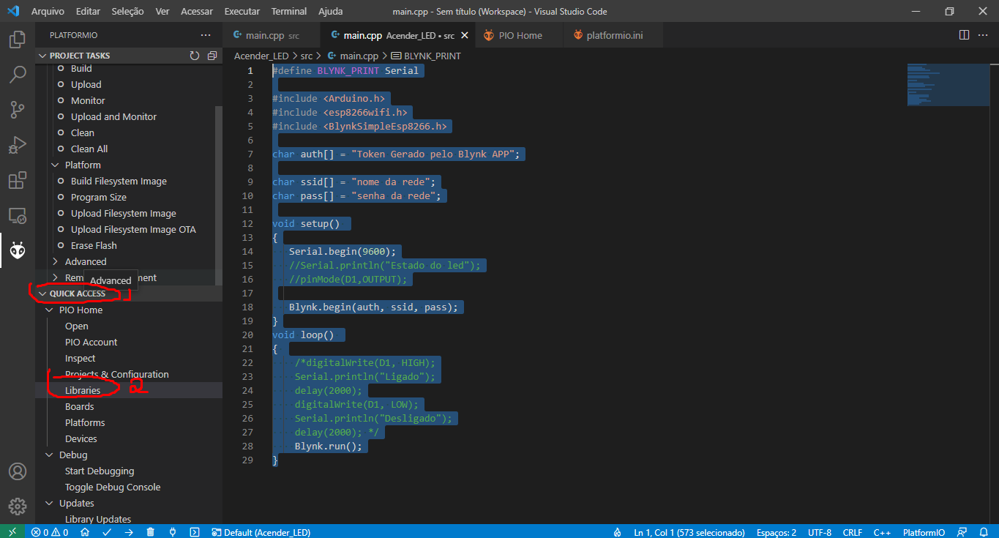 Arquivo Editar Seleção Ver Acessar Executar Terminal Ajuda main.cpp - Sem título (Workspace) - Visual Studio Code
PLATFORMIO ···
main.cpp src main.cpp Acender_LED • src PIO Home platformio.ini
PROJECT TASKS
Build
Upload
Monitor
Upload and Monitor
Clean
Clean All
Platform
Build Filesystem Image
Program Size
Upload Filesystem Image
Upload Filesystem Image OTA
Erase Flash
Advanced
Rem ment
Advanced
QUICK ACCESS 1
PIO Home
Open
PIO Account
Inspect
Projects & Configuration
Libraries 2
Boards
Platforms
Devices
Debug
Start Debugging
Toggle Debug Console
Updates
Library Updates
Acender_LED > src > main.cpp > BLYNK_PRINT
1 #define BLYNK_PRINT Serial
2
3 #include <Arduino.h>
4 #include <esp8266wifi.h>
5 #include <BlynkSimpleEsp8266.h>
6
7 char auth[] = "Token Gerado pelo Blynk APP";
8
9 char ssid[] = "nome da rede";
10 char pass[] = "senha da rede";
11
12 void setup()
13 {
14 Serial.begin(9600);
15 //Serial.println("Estado do led");
16 //pinMode(D1,OUTPUT);
17
18 Blynk.begin(auth, ssid, pass);
19 }
20 void loop()
21 {
22 /*digitalWrite(D1, HIGH);
23 Serial.println("Ligado");
24 delay(2000);
25 digitalWrite(D1, LOW);
26 Serial.println("Desligado");
27 delay(2000); */
28 Blynk.run();
29 }
0 0 Default (Acender_LED) Ln 1, Col 1 (573 selecionado) Espaços: 2 UTF-8 CRLF C++ PlatformIO